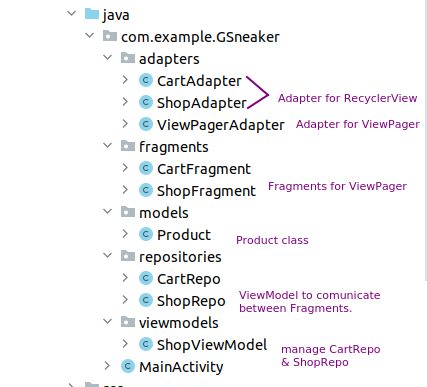 java
com.example.GSneaker
adapters
CartAdapter
ShopAdapter
Adapter for RecyclerView
ViewPagerAdapter
Adapter for ViewPager
fragments
CartFragment
ShopFragment
Fragments for ViewPager
models
Product
Product class
repositories
CartRepo
ShopRepo
ViewModel to comunicate
between Fragments.
viewmodels
ShopViewModel
manage CartRepo
& ShopRepo
MainActivity